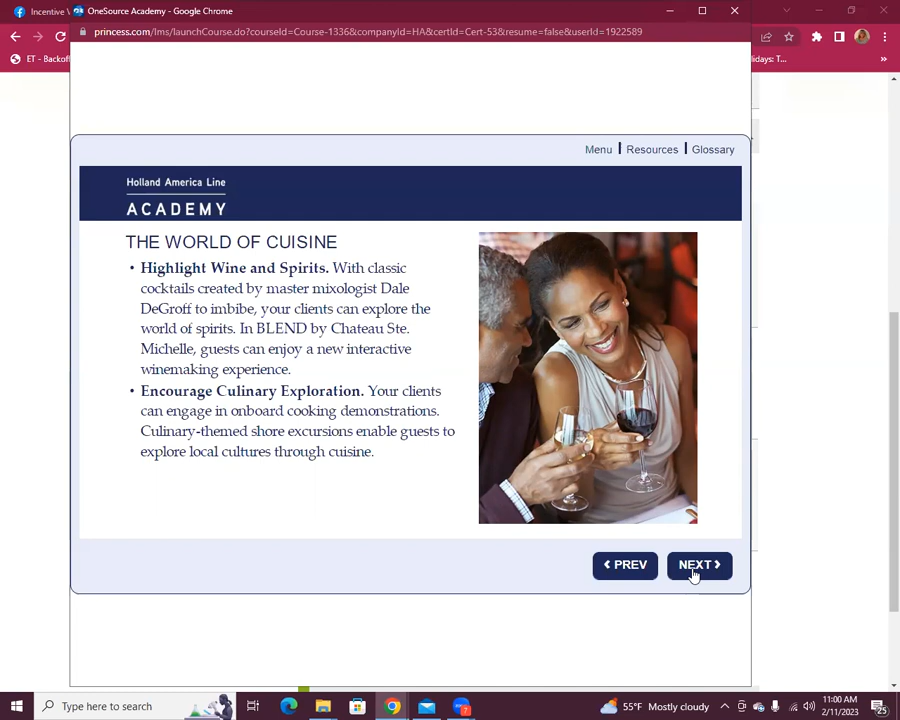 Incentive
OneSource Academy - Google Chrome
princess.com/lms/launchCourse.do?courseId=Course-1336&companyId=HA&certId=Cert-53&resume=false&userId=1922589
ET - Backoff
lidays: T...
Menu | Resources | Glossary
Holland America Line
ACADEMY
THE WORLD OF CUISINE
• Highlight Wine and Spirits. With classic
cocktails created by master mixologist Dale
DeGroff to imbibe, your clients can explore the
world of spirits. In BLEND by Chateau Ste.
Michelle, guests can enjoy a new interactive
winemaking experience.
• Encourage Culinary Exploration. Your clients
can engage in onboard cooking demonstrations.
Culinary-themed shore excursions enable guests to
explore local cultures through cuisine.
PREV
NEXT
Type here to search
55°F Mostly cloudy
11:00 AM
2/11/2023
25